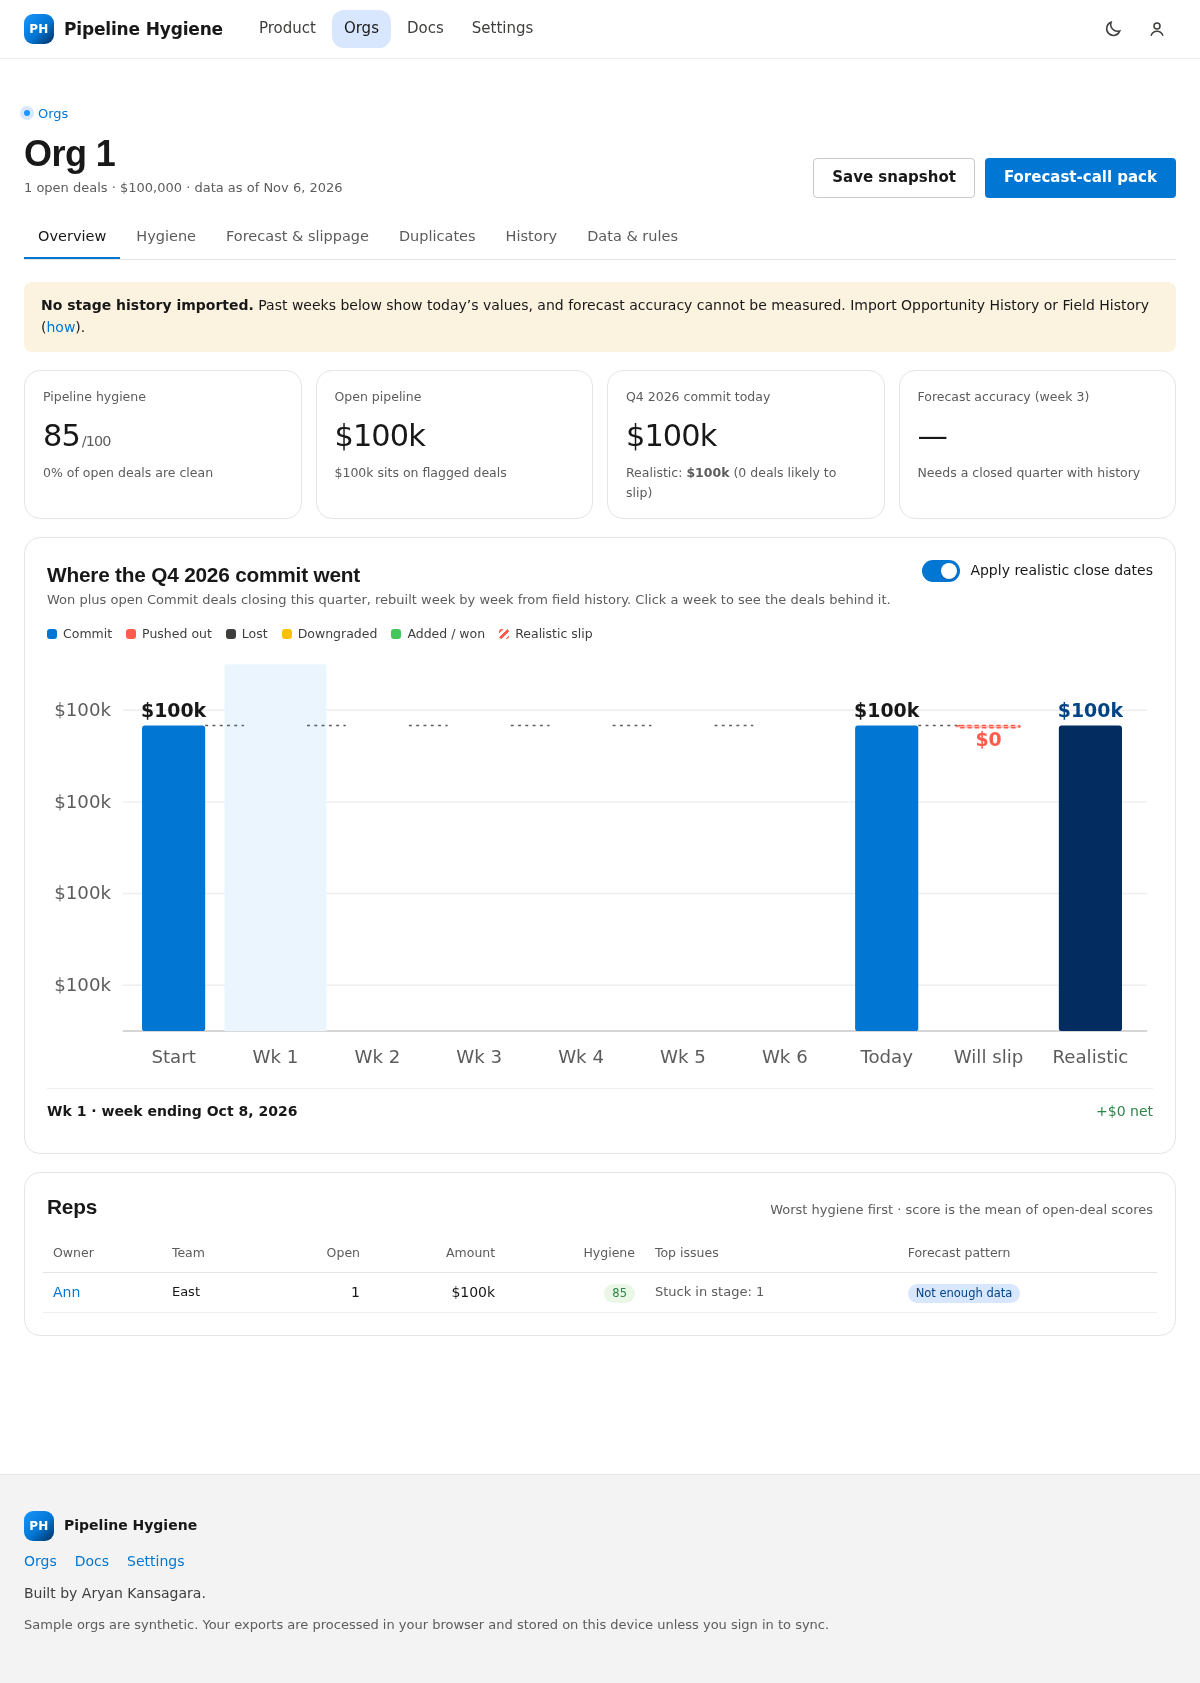 PH Pipeline Hygiene Product Orgs Docs Settings
Orgs
Org 1
1 open deals · $100,000 · data as of Nov 6, 2026
Save snapshot Forecast-call pack
Overview Hygiene Forecast & slippage Duplicates History Data & rules
No stage history imported. Past weeks below show today’s values, and forecast accuracy cannot be measured. Import Opportunity History or Field History
(how).
Pipeline hygiene
85/100
0% of open deals are clean
Open pipeline
$100k
$100k sits on flagged deals
Q4 2026 commit today
$100k
Realistic: $100k (0 deals likely to
slip)
Forecast accuracy (week 3)
—
Needs a closed quarter with history
Where the Q4 2026 commit went
Apply realistic close dates
Won plus open Commit deals closing this quarter, rebuilt week by week from field history. Click a week to see the deals behind it.
Commit Pushed out Lost Downgraded Added / won Realistic slip
$100k $100k $100k $100k
$0
$100k
$100k
$100k
Start Wk 1 Wk 2 Wk 3 Wk 4 Wk 5 Wk 6 Today Will slip Realistic
Wk 1 · week ending Oct 8, 2026 +$0 net
Reps
Worst hygiene first · score is the mean of open-deal scores
Owner Team Open Amount Hygiene Top issues Forecast pattern
Ann East 1 $100k 85 Stuck in stage: 1 Not enough data
PH Pipeline Hygiene
Orgs Docs Settings
Built by Aryan Kansagara.
Sample orgs are synthetic. Your exports are processed in your browser and stored on this device unless you sign in to sync.